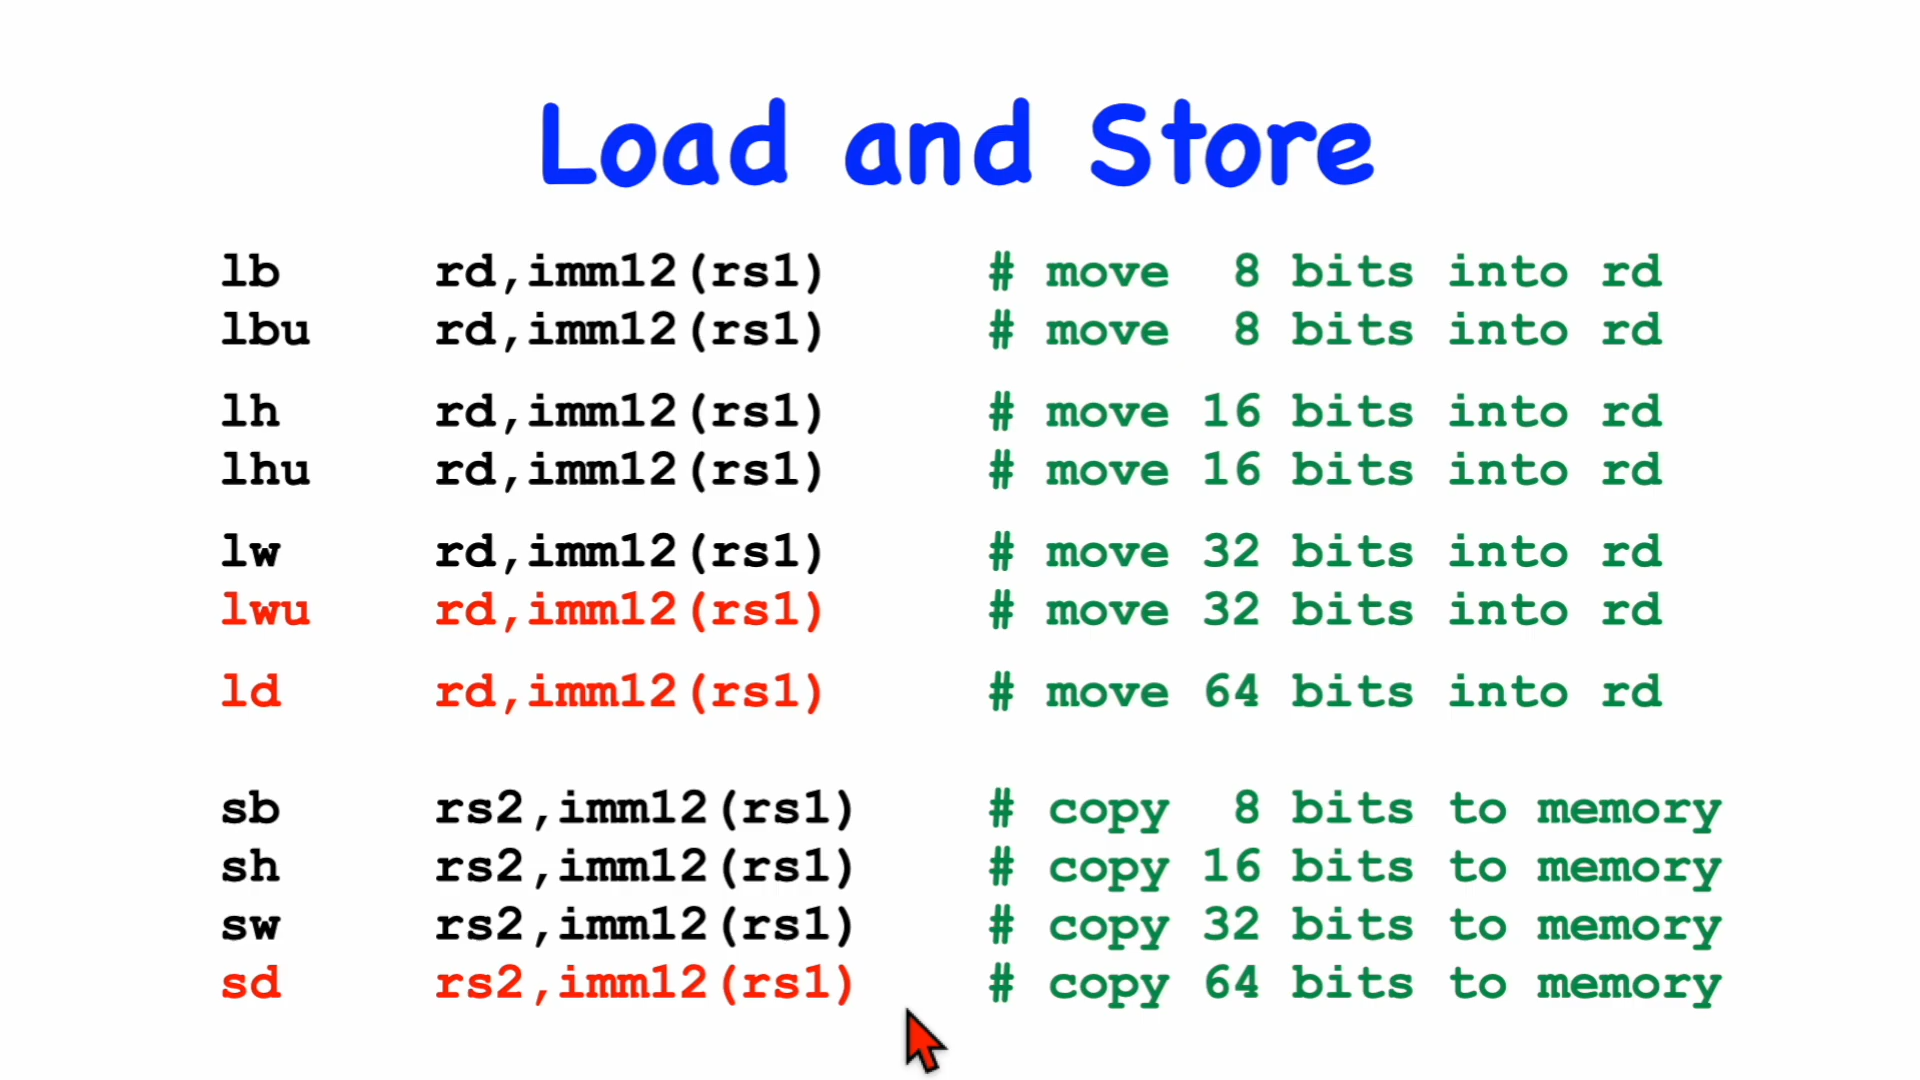 Load and Store
lb rd,imm12(rs1) # move 8 bits into rd
lbu rd,imm12(rs1) # move 8 bits into rd
lh rd,imm12(rs1) # move 16 bits into rd
lhu rd,imm12(rs1) # move 16 bits into rd
lw rd,imm12(rs1) # move 32 bits into rd
lwu rd,imm12(rs1) # move 32 bits into rd
ld rd,imm12(rs1) # move 64 bits into rd
sb rs2,imm12(rs1) # copy 8 bits to memory
sh rs2,imm12(rs1) # copy 16 bits to memory
sw rs2,imm12(rs1) # copy 32 bits to memory
sd rs2,imm12(rs1) # copy 64 bits to memory